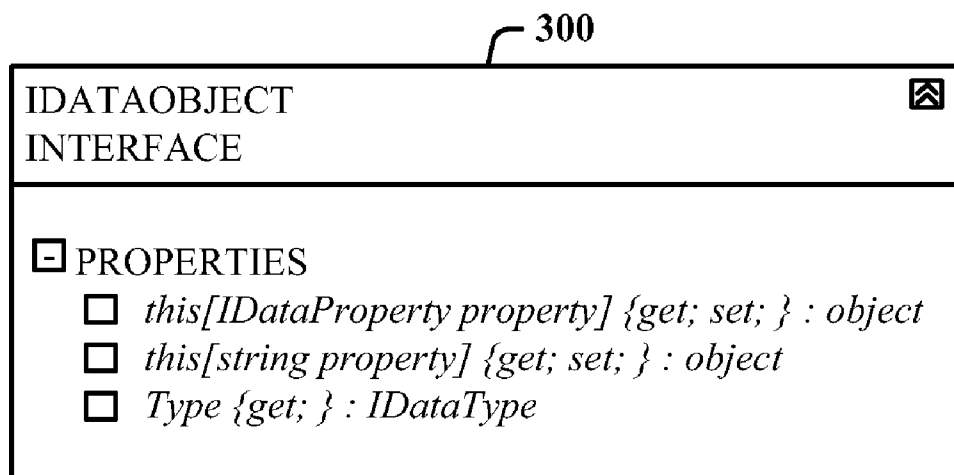 300
IDATAOBJECT
INTERFACE
PROPERTIES
this[IDataProperty property] {get; set; } : object
this[string property] {get; set; } : object
Type {get; } : IDataType